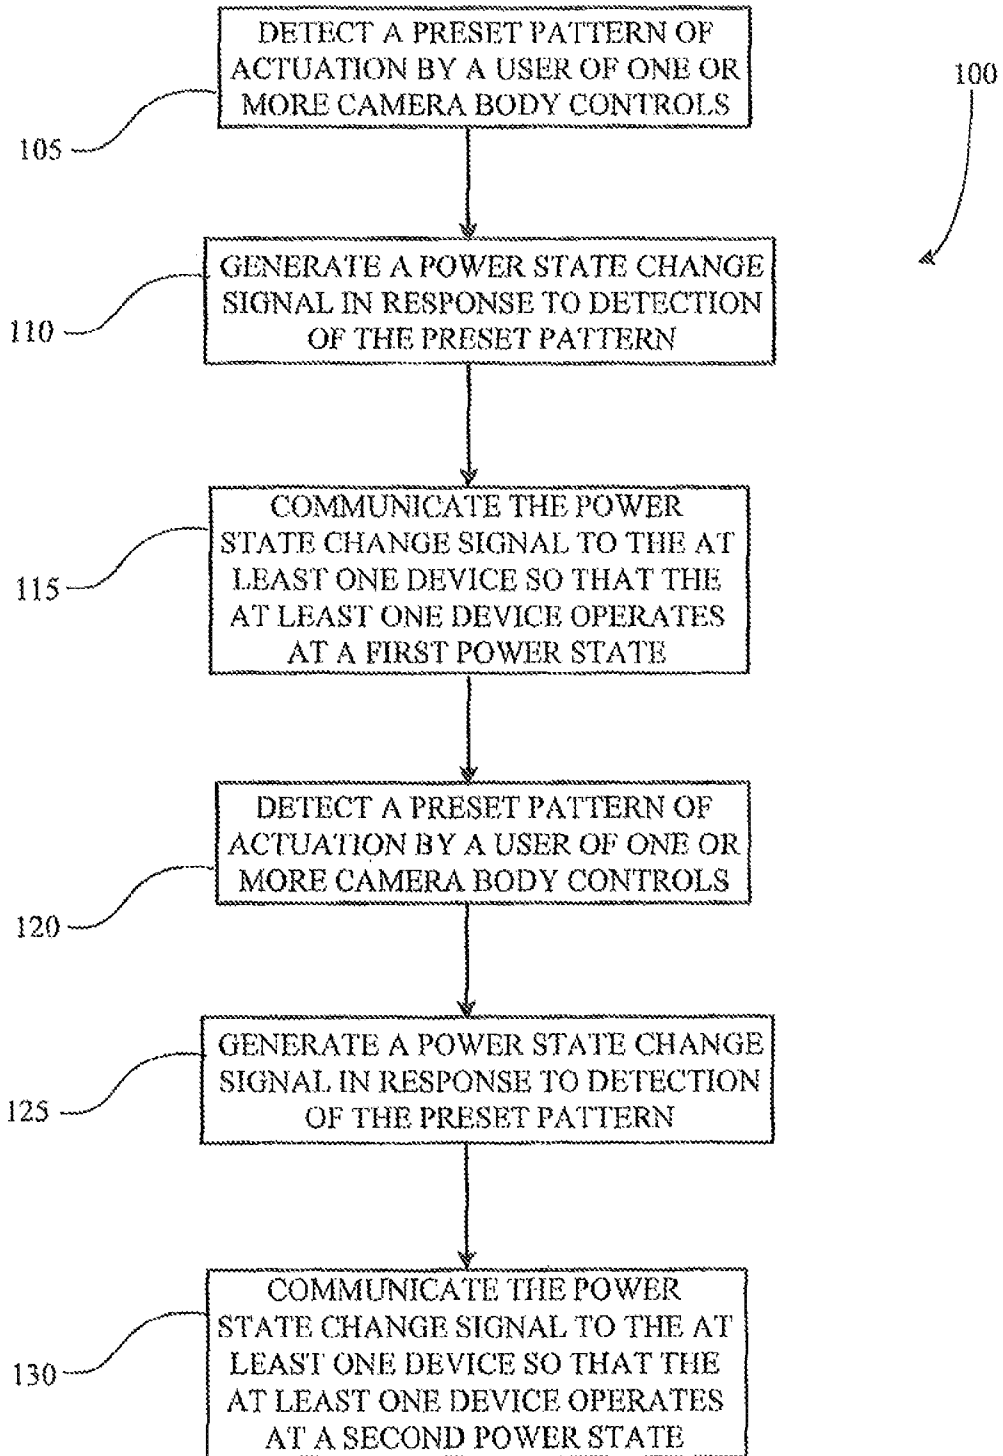 DETECT A PRESET PATTERN OF
ACTUATION BY A USER OF ONE OR
MORE CAMERA BODY CONTROLS
100
105
GENERATE A POWER STATE CHANGE
SIGNAL IN RESPONSE TO DETECTION
OF THE PRESET PATTERN
110
COMMUNICATE THE POWER
STATE CHANGE SIGNAL TO THE AT
LEAST ONE DEVICE SO THAT THE
AT LEAST ONE DEVICE OPERATES
AT A FIRST POWER STATE
115
DETECT A PRESET PATTERN OF
ACTUATION BY A USER OF ONE OR
MORE CAMERA BODY CONTROLS
120
GENERATE A POWER STATE CHANGE
SIGNAL IN RESPONSE TO DETECTION
OF THE PRESET PATTERN
125
COMMUNICATE THE POWER
STATE CHANGE SIGNAL TO THE AT
LEAST ONE DEVICE SO THAT THE
AT LEAST ONE DEVICE OPERATES
AT A SECOND POWER STATE
130